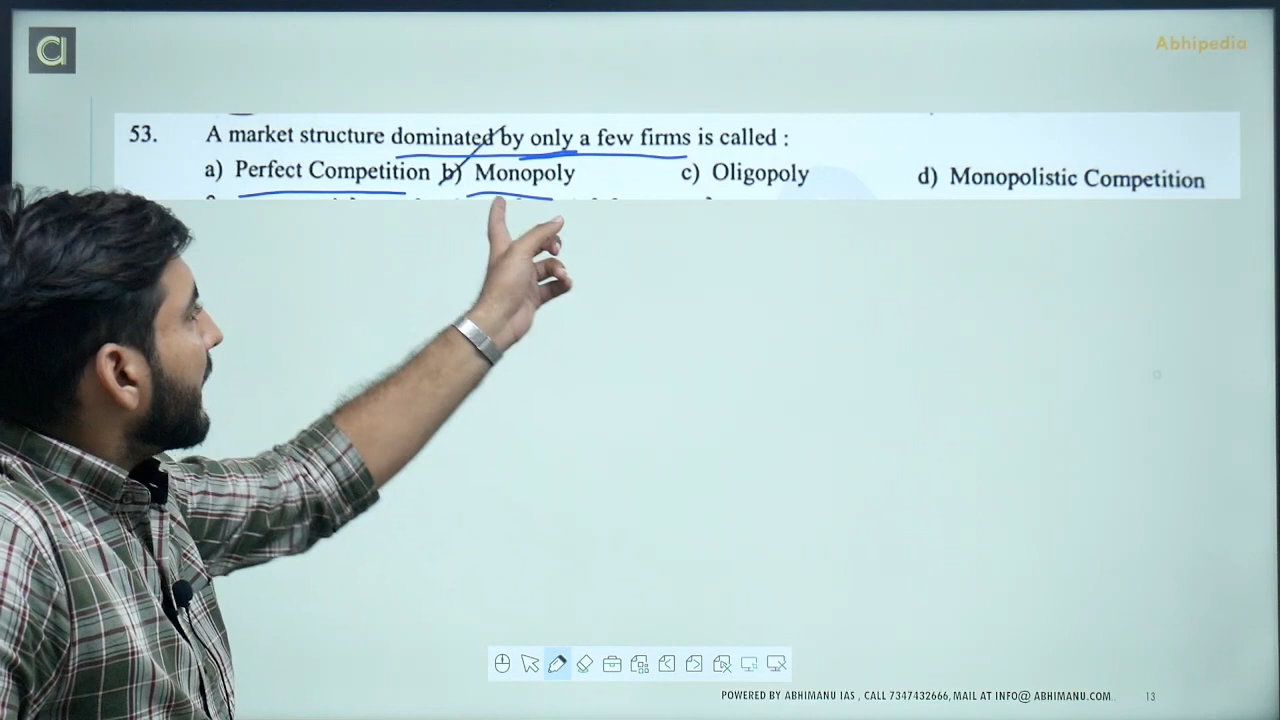 Abhipedia
53. A market structure dominated by only a few firms is called :
a) Perfect Competition b) Monopoly c) Oligopoly d) Monopolistic Competition
POWERED BY ABHIMANU IAS , CALL 7347432666, MAIL AT INFO@ ABHIMANU.COM 13